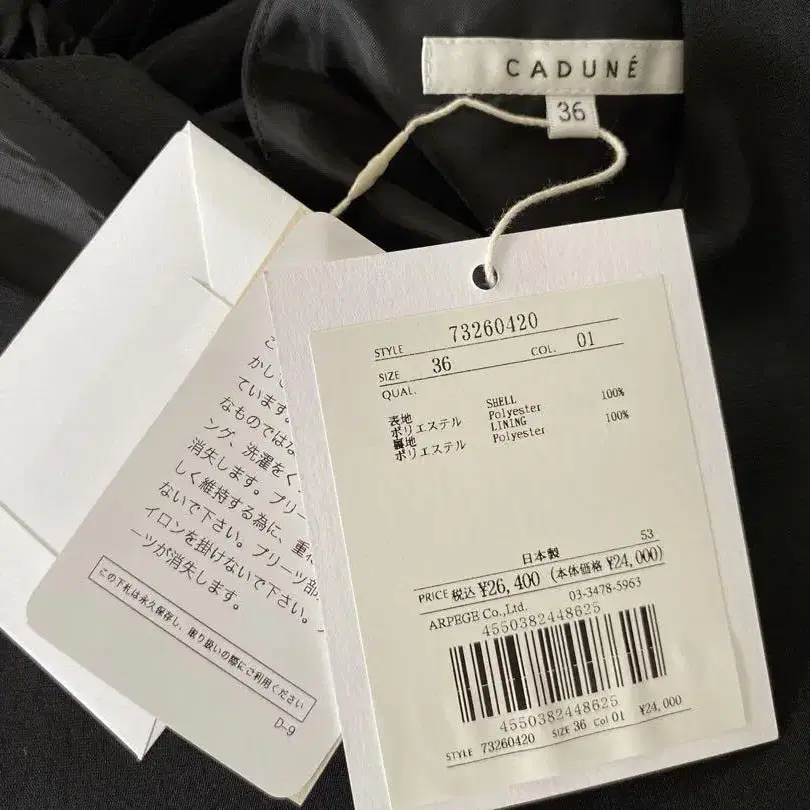 CADUNÉ
36
STYLE 73260420
SIZE 36 COL. 01
QUAL.
表地 SHELL
ポリエステル Polyester 100%
裏地 LINING
ポリエステル Polyester 100%
53
日本製
PRICE 税込 ¥26,400 (本体価格 ¥24,000)
ARPEGE Co.,Ltd. 03-3478-5963
4550382448625
4550382448625
STYLE 73260420 SIZE 36 Col 01 ¥24,000
こ
かして
ています。
なものではな
ング、洗濯をく
消失します。プリー
しく維持する為に、重
ないで下さい。プリーツ部
イロンを掛けないで下さい。
ーツが消失します。
この下札は永久保存し、取り扱いの際にご利用ください
D-9